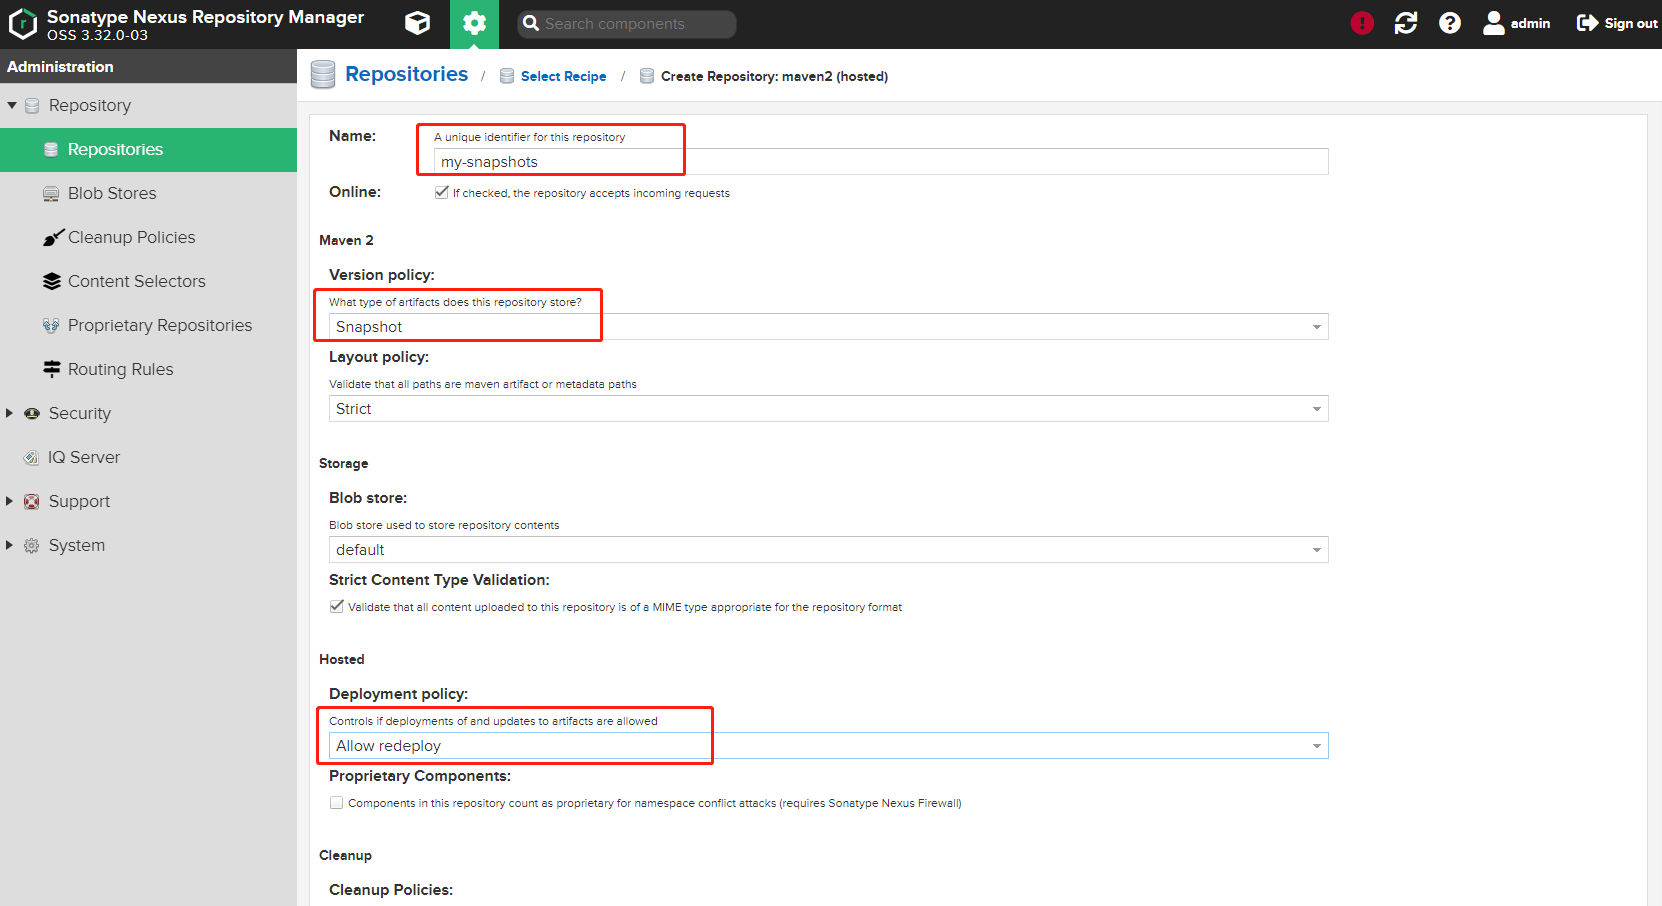 Sonatype Nexus Repository Manager
OSS 3.32.0-03
Search components
admin
Sign out
Administration
Repository
Repositories
Blob Stores
Cleanup Policies
Content Selectors
Proprietary Repositories
Routing Rules
Security
IQ Server
Support
System
Repositories / Select Recipe / Create Repository: maven2 (hosted)
Name:
A unique identifier for this repository
my-snapshots
Online:
If checked, the repository accepts incoming requests
Maven 2
Version policy:
What type of artifacts does this repository store?
Snapshot
Layout policy:
Validate that all paths are maven artifact or metadata paths
Strict
Storage
Blob store:
Blob store used to store repository contents
default
Strict Content Type Validation:
Validate that all content uploaded to this repository is of a MIME type appropriate for the repository format
Hosted
Deployment policy:
Controls if deployments of and updates to artifacts are allowed
Allow redeploy
Proprietary Components:
Components in this repository count as proprietary for namespace conflict attacks (requires Sonatype Nexus Firewall)
Cleanup
Cleanup Policies: